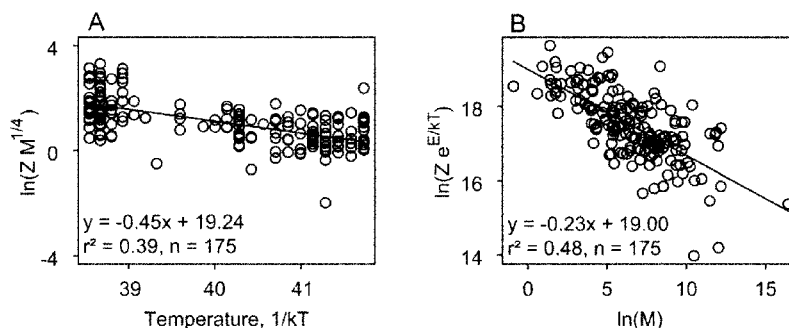 A
4
0
-4
ln(Z M^1/4)
y = -0.45x + 19.24
r² = 0.39, n = 175
39
40
41
Temperature, 1/kT
B
18
16
14
ln(Z e^E/kT)
y = -0.23x + 19.00
r² = 0.48, n = 175
0
5
10
15
ln(M)